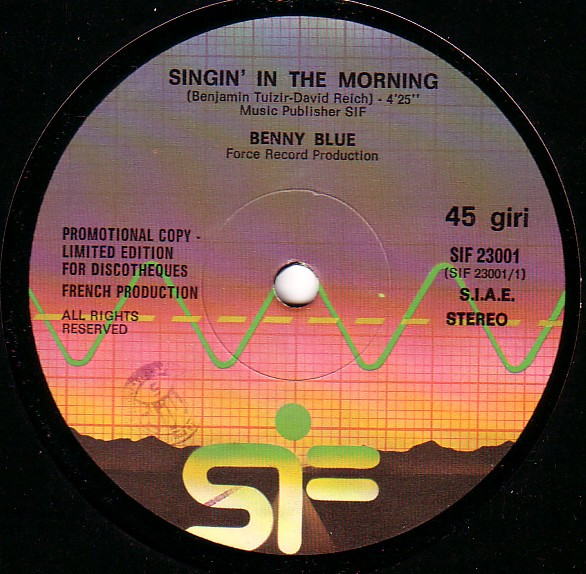 SINGIN' IN THE MORNING
(Benjamin Tuizir-David Reich) - 4'25''
Music Publisher SIF
BENNY BLUE
Force Record Production
45 giri
PROMOTIONAL COPY -
LIMITED EDITION
FOR DISCOTHEQUES
FRENCH PRODUCTION
ALL RIGHTS
RESERVED
SIF 23001
(SIF 23001/1)
S.I.A.E.
STEREO
SIF